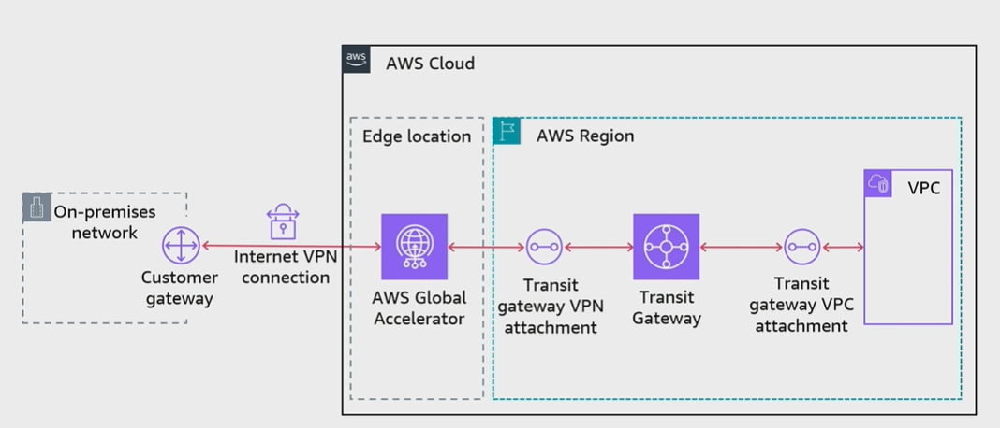 aws
AWS Cloud
Edge location
AWS Region
On-premises
network
VPC
Internet VPN
connection
Customer
gateway
AWS Global
Accelerator
Transit
gateway VPN
attachment
Transit
Gateway
Transit
gateway VPC
attachment